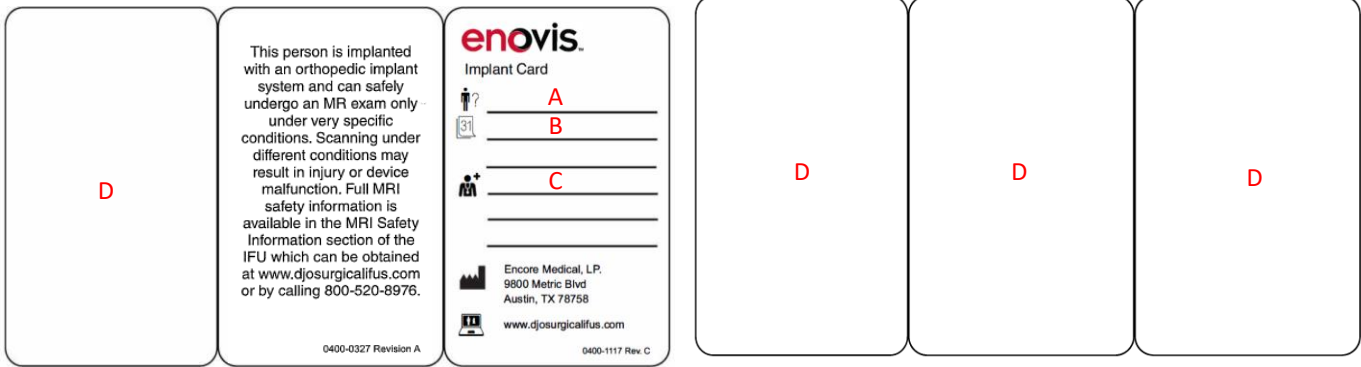 D
This person is implanted
with an orthopedic implant
system and can safely
undergo an MR exam only
under very specific
conditions. Scanning under
different conditions may
result in injury or device
malfunction. Full MRI
safety information is
available in the MRI Safety
Information section of the
IFU which can be obtained
at www.djosurgicalifus.com
or by calling 800-520-8976.
0400-0327 Revision A
enovis™
Implant Card
? A
31 B
C
Encore Medical, LP.
9800 Metric Blvd
Austin, TX 78758
www.djosurgicalifus.com
0400-1117 Rev. C
D
D
D